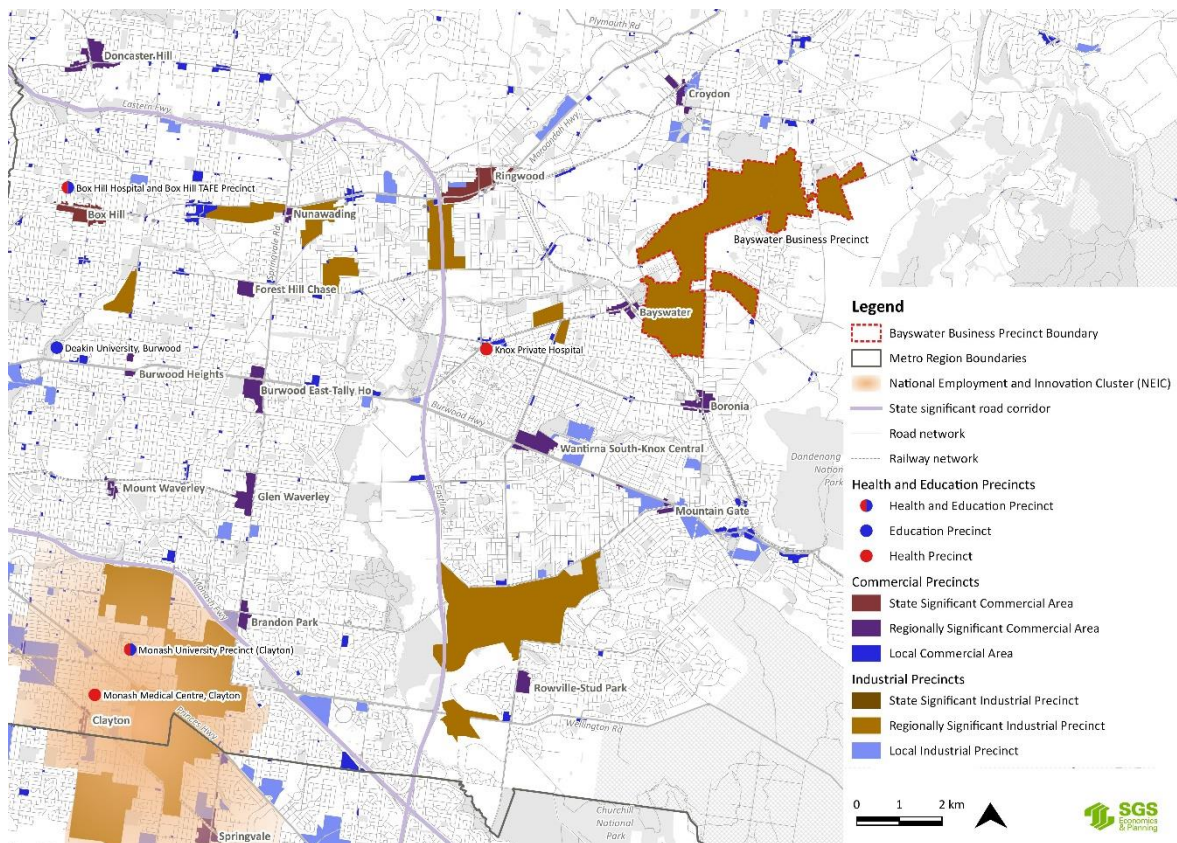 Plymouth Rd
Doncaster Hill
Croydon
Eastern Fwy
Maroondah Hwy
Ringwood
Box Hill Hospital and Box Hill TAFE Precinct
Box Hill
Nunawading
Springvale Rd
Bayswater Business Precinct
Forest Hill Chase
Bayswater
Deakin University, Burwood
Knox Private Hospital
Burwood Heights
Burwood East-Tally Ho
Burwood Hwy
Boronia
Wantirna South-Knox Central
Dandenong
Nation
Park
Mount Waverley
Glen Waverley
Eastlink
Mountain Gate
Monash Fwy
Brandon Park
Monash University Precinct (Clayton)
Monash Medical Centre, Clayton
Rowville-Stud Park
Clayton
Princes Hwy
Wellington Rd
Springvale
Churchill
National
Park
Legend
Bayswater Business Precinct Boundary
Metro Region Boundaries
National Employment and Innovation Cluster (NEIC)
State significant road corridor
Road network
Railway network
Health and Education Precincts
Health and Education Precinct
Education Precinct
Health Precinct
Commercial Precincts
State Significant Commercial Area
Regionally Significant Commercial Area
Local Commercial Area
Industrial Precincts
State Significant Industrial Precinct
Regionally Significant Industrial Precinct
Local Industrial Precinct
0 1 2 km
SGS
Economics
& Planning